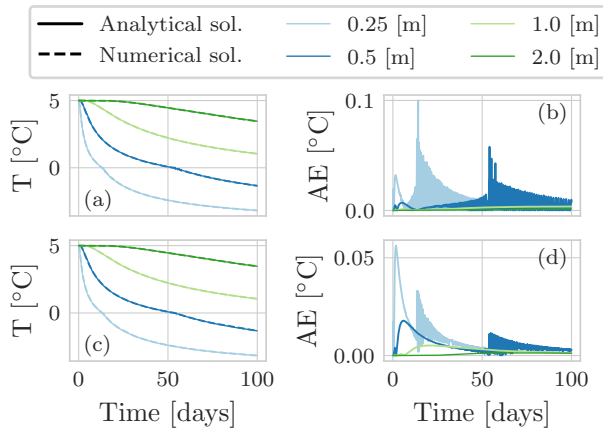 Analytical sol.
Numerical sol.
0.25 [m]
0.5 [m]
1.0 [m]
2.0 [m]
T [°C]
5
0
(a)
AE [°C]
0.1
0.0
(b)
T [°C]
5
0
(c)
0
50
100
Time [days]
AE [°C]
0.05
0.00
(d)
0
50
100
Time [days]